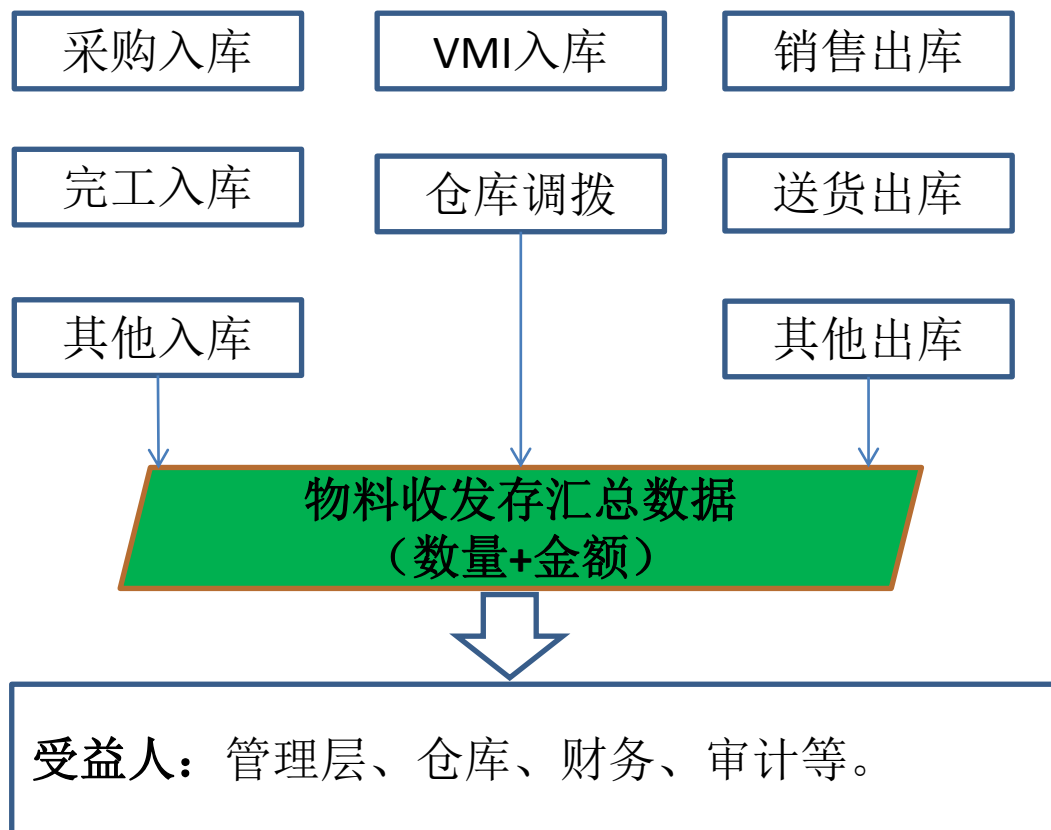 采购入库
VMI入库
销售出库
完工入库
仓库调拨
送货出库
其他入库
其他出库
物料收发存汇总数据
（数量+金额）
受益人：管理层、仓库、财务、审计等。